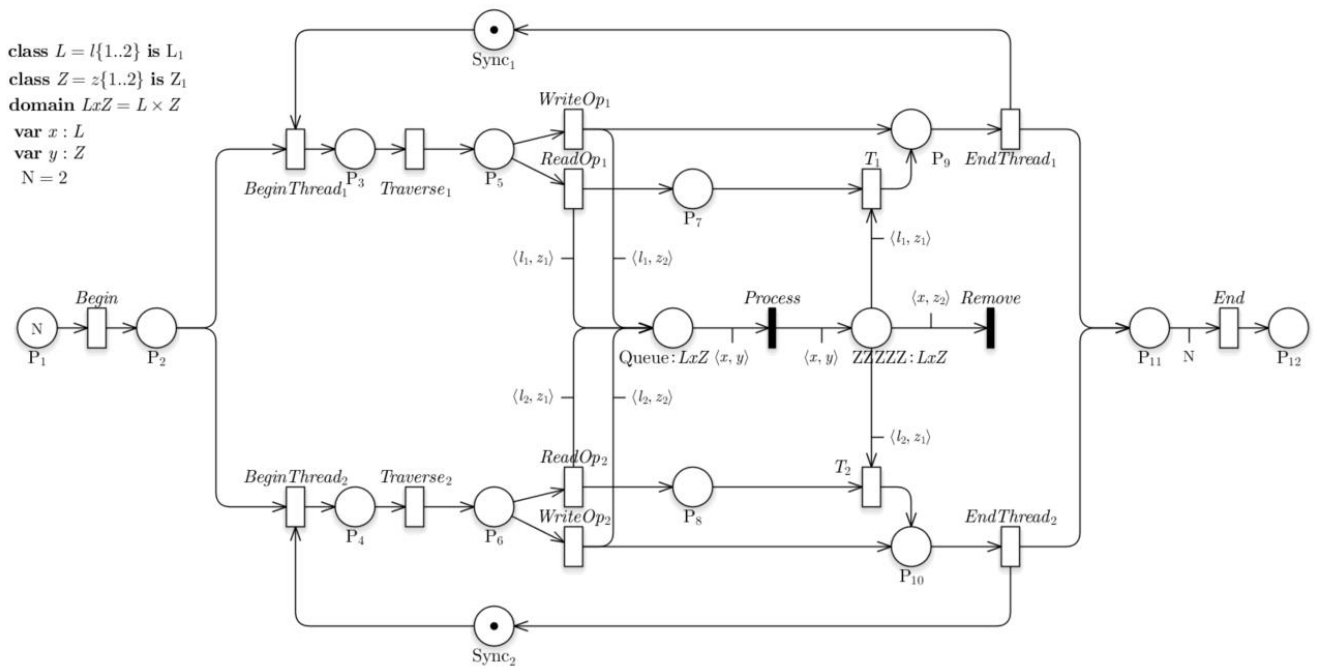 class L = l{1..2} is L₁
class Z = z{1..2} is Z₁
domain LxZ = L × Z
var x : L
var y : Z
N = 2
Sync₁
WriteOp₁
ReadOp₁
BeginThread₁
P₃
Traverse₁
P₅
P₇
T₁
P₉
EndThread₁
⟨l₁, z₁⟩
⟨l₁, z₂⟩
⟨l₁, z₁⟩
N
P₁
Begin
P₂
Queue : LxZ
⟨x, y⟩
Process
⟨x, y⟩
ZZZZZ : LxZ
⟨x, z₂⟩
Remove
P₁₁
N
End
P₁₂
⟨l₂, z₁⟩
⟨l₂, z₂⟩
⟨l₂, z₁⟩
BeginThread₂
P₄
Traverse₂
P₆
ReadOp₂
WriteOp₂
P₈
T₂
P₁₀
EndThread₂
Sync₂